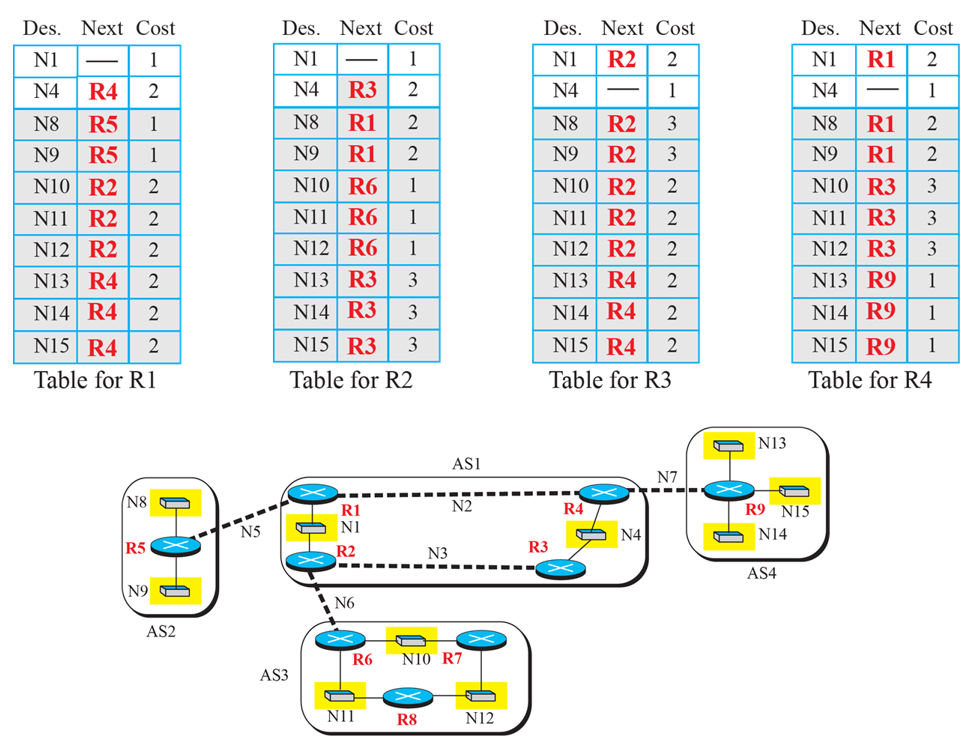 Des. Next Cost
N1 — 1
N4 R4 2
N8 R5 1
N9 R5 1
N10 R2 2
N11 R2 2
N12 R2 2
N13 R4 2
N14 R4 2
N15 R4 2
Table for R1
Des. Next Cost
N1 — 1
N4 R3 2
N8 R1 2
N9 R1 2
N10 R6 1
N11 R6 1
N12 R6 1
N13 R3 3
N14 R3 3
N15 R3 3
Table for R2
Des. Next Cost
N1 R2 2
N4 — 1
N8 R2 3
N9 R2 3
N10 R2 2
N11 R2 2
N12 R2 2
N13 R4 2
N14 R4 2
N15 R4 2
Table for R3
Des. Next Cost
N1 R1 2
N4 — 1
N8 R1 2
N9 R1 2
N10 R3 3
N11 R3 3
N12 R3 3
N13 R9 1
N14 R9 1
N15 R9 1
Table for R4
N8
R5
N9
AS2
N5
AS1
R1
N1
R2
N2
N3
R4
N4
R3
N7
N13
R9
N15
N14
AS4
N6
AS3
R6
N10
R7
N11
R8
N12